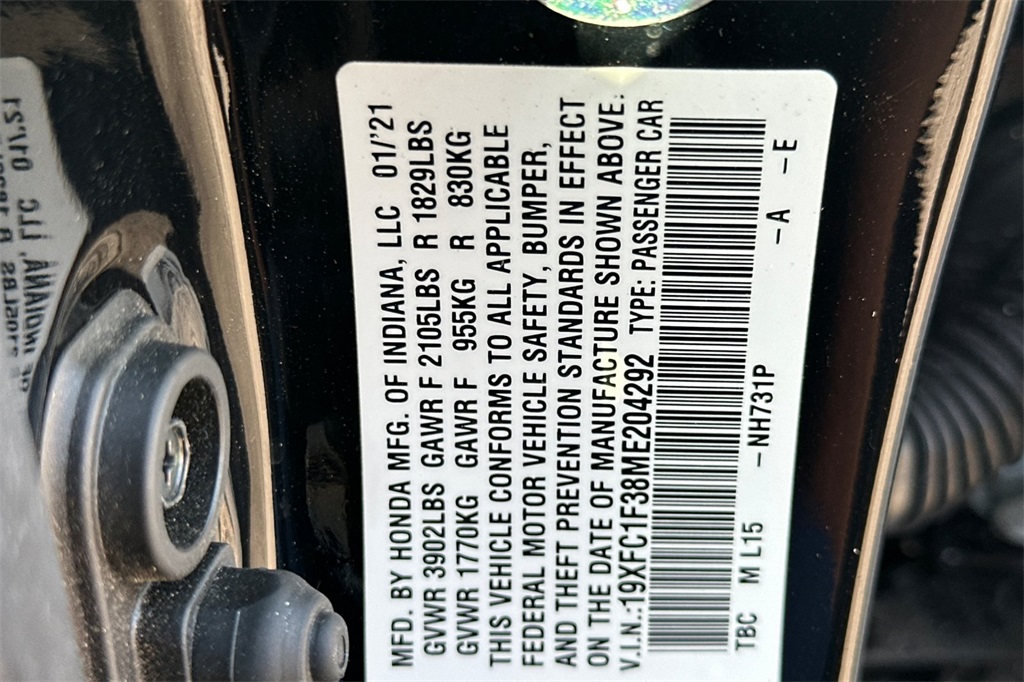 MFD. BY HONDA MFG. OF INDIANA, LLC 01/'21
GVWR 3902LBS GAWR F 2105LBS R 1829LBS
GVWR 1770KG GAWR F 955KG R 830KG
THIS VEHICLE CONFORMS TO ALL APPLICABLE
FEDERAL MOTOR VEHICLE SAFETY, BUMPER,
AND THEFT PREVENTION STANDARDS IN EFFECT
ON THE DATE OF MANUFACTURE SHOWN ABOVE.
V.I.N.:19XFC1F38ME204292 TYPE: PASSENGER CAR
TBC M L15 -NH731P -A -E